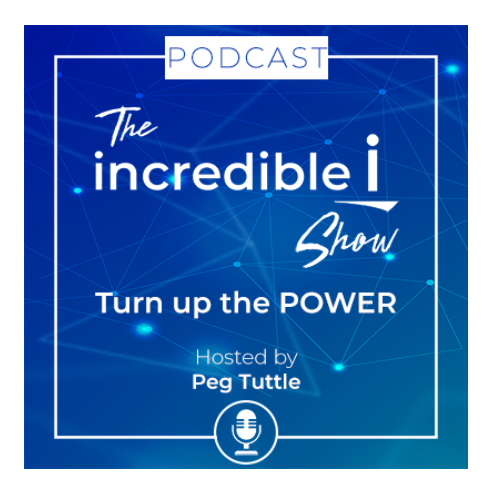 PODCAST
The
incredible i
Show
Turn up the POWER
Hosted by
Peg Tuttle